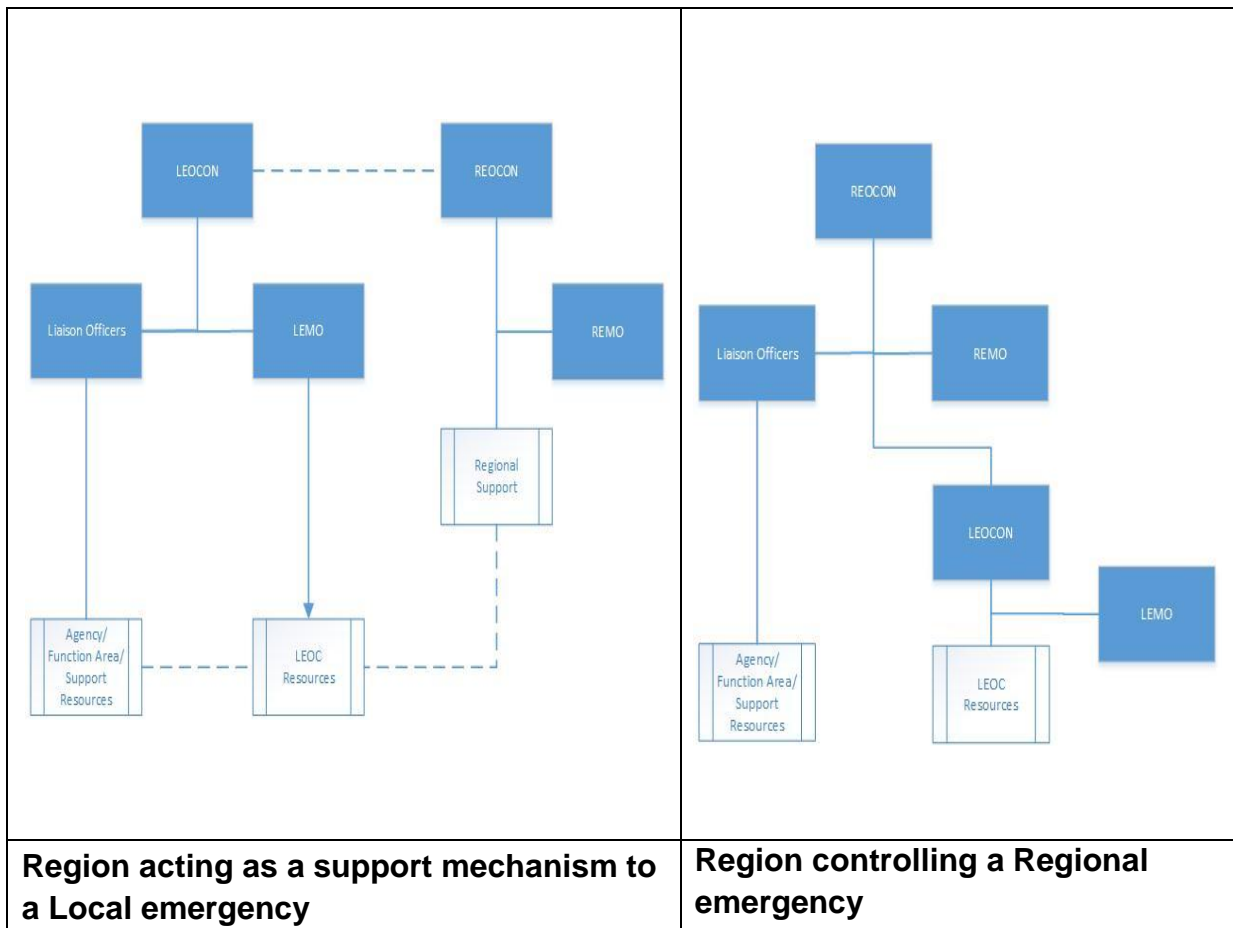 LEOCON
REOCON
Liaison Officers
LEMO
REMO
Regional
Support
Agency/
Function Area/
Support
Resources
LEOC
Resources
Region acting as a support mechanism to
a Local emergency
REOCON
Liaison Officers
REMO
LEOCON
LEMO
Agency/
Function Area/
Support
Resources
LEOC
Resources
Region controlling a Regional
emergency